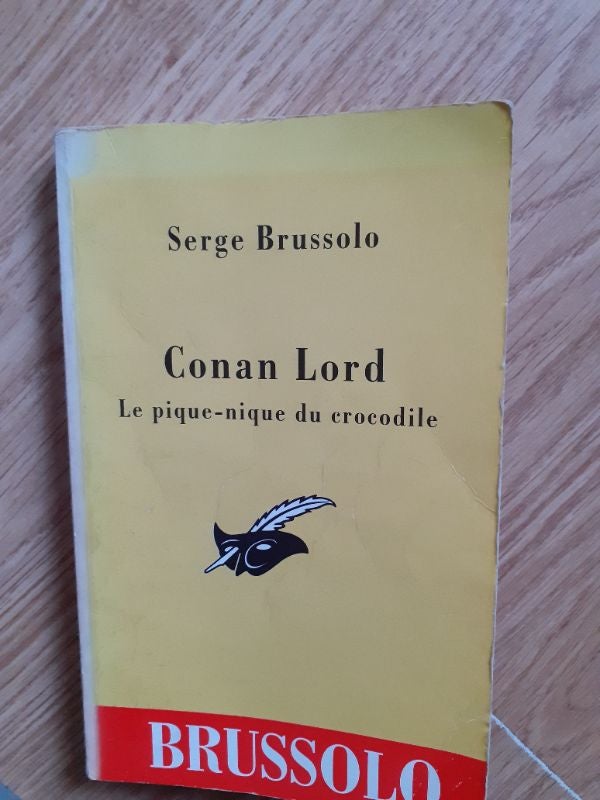 Serge Brussolo
Conan Lord
Le pique-nique du crocodile
BRUSSOLO